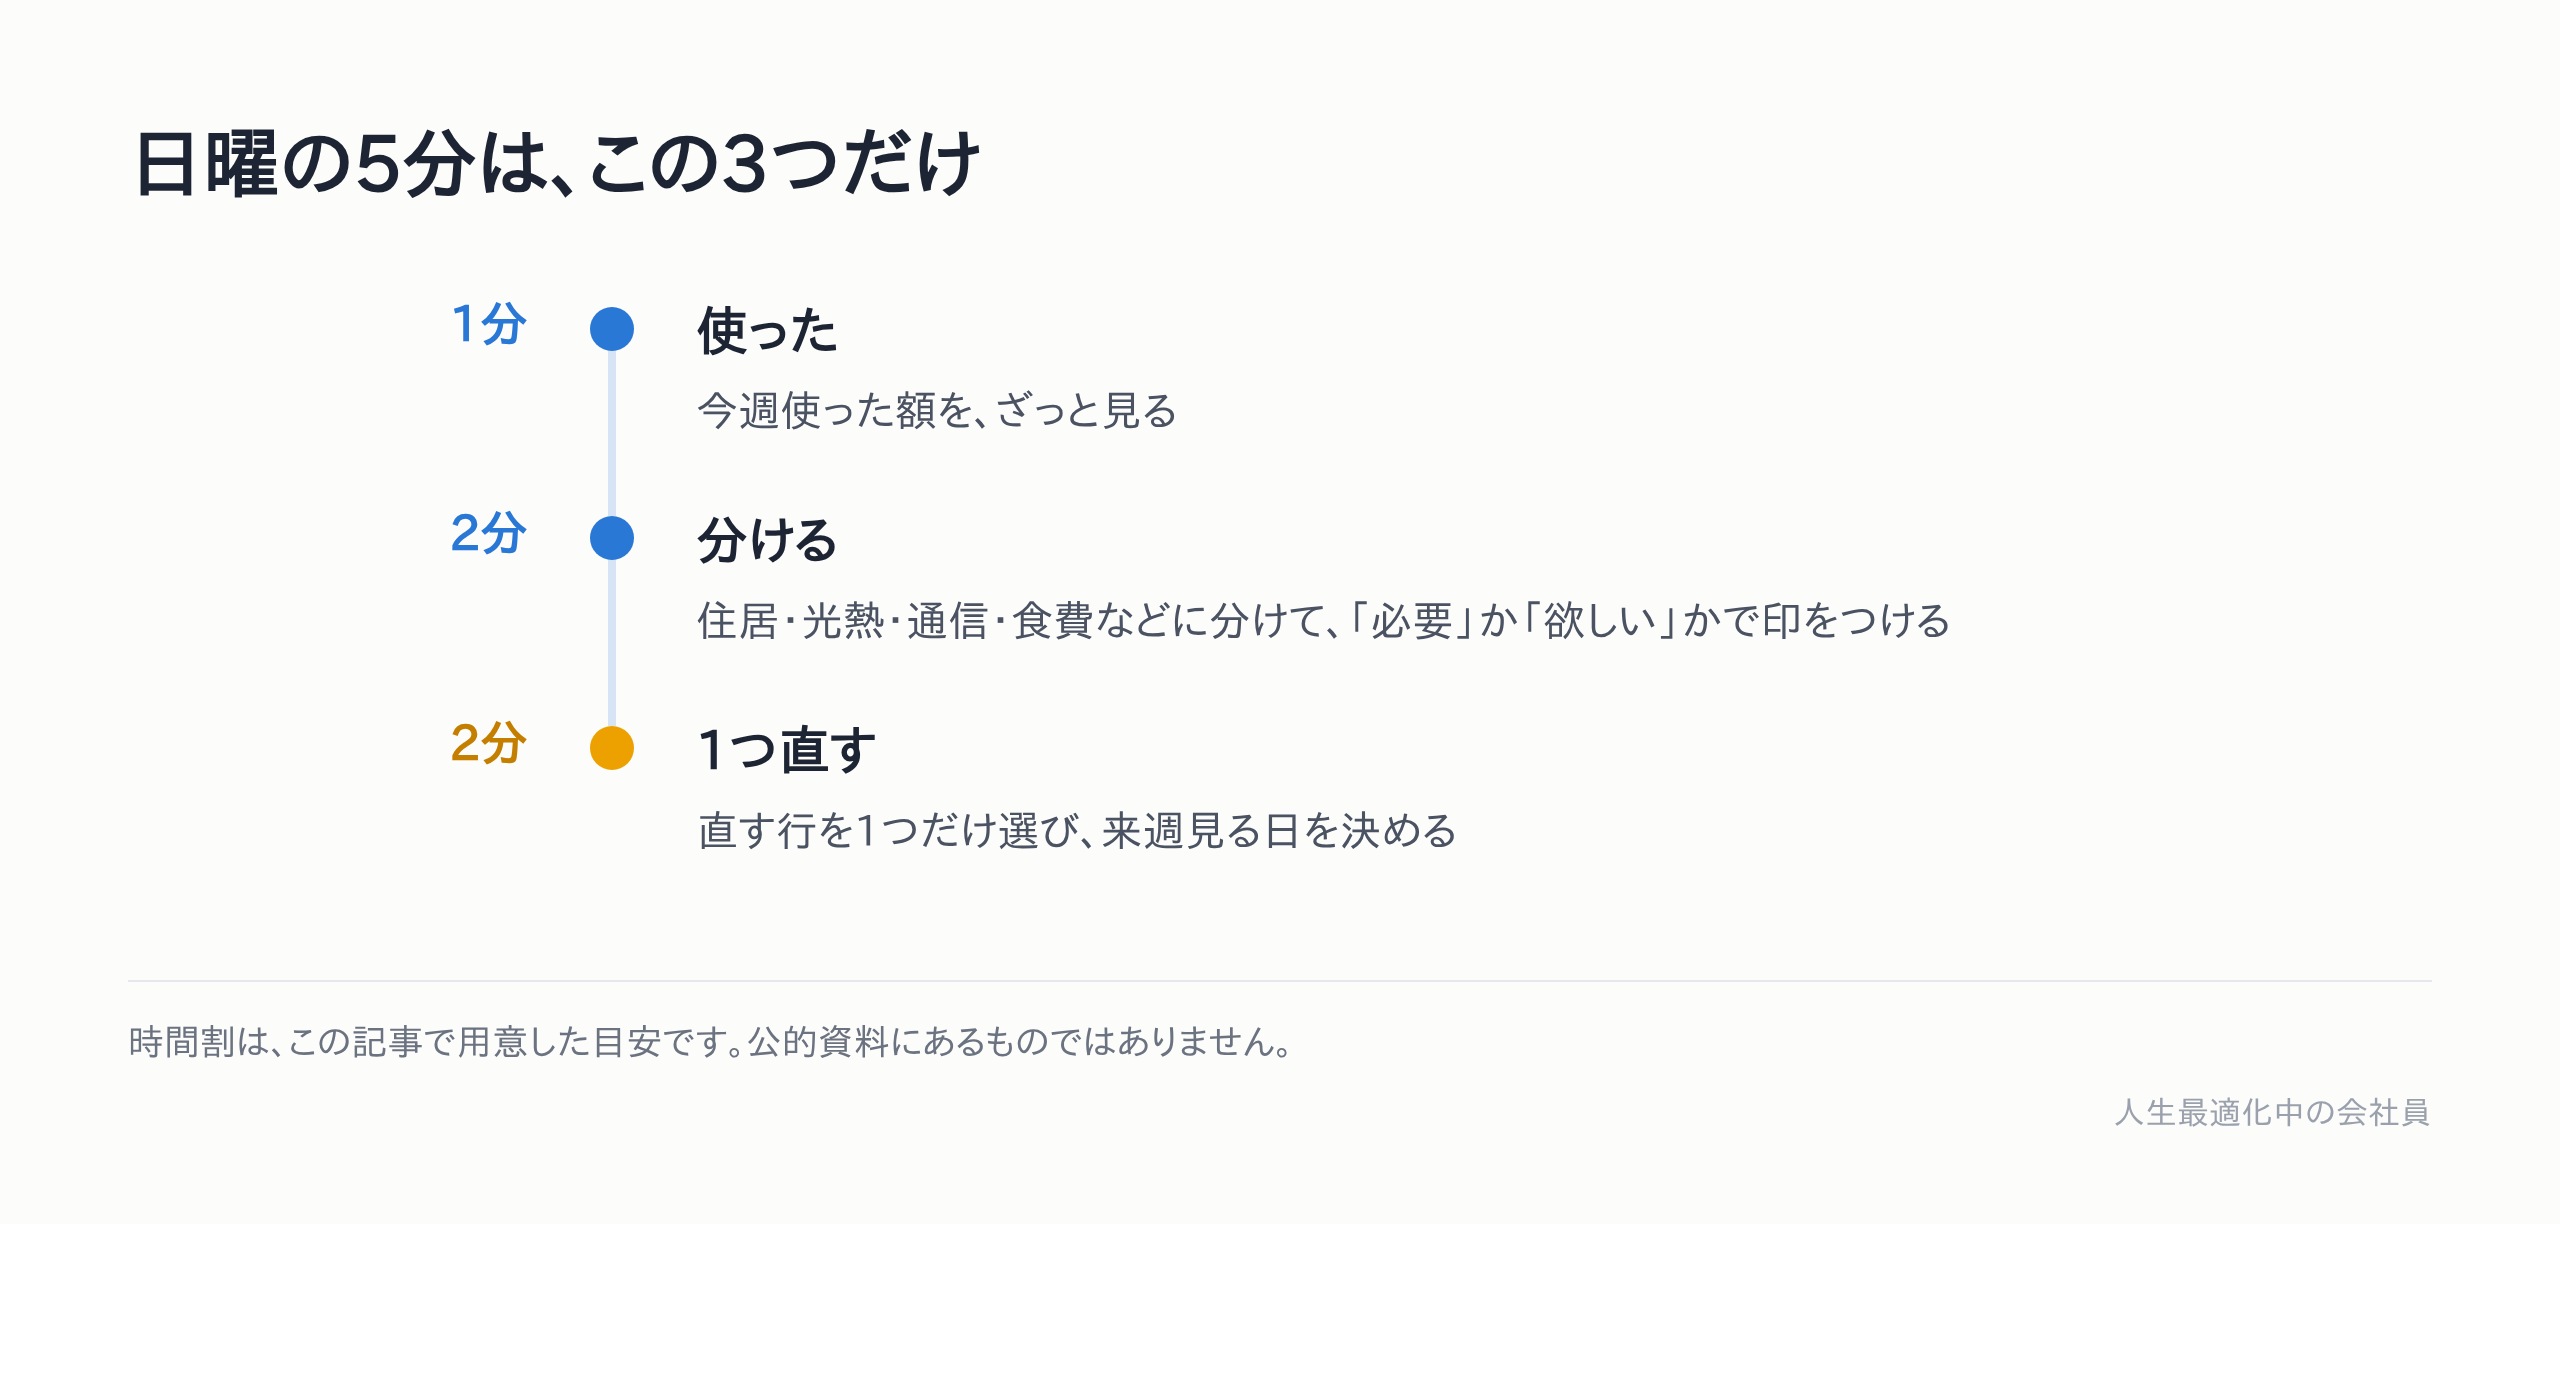 日曜の5分は、この3つだけ
1分
使った
今週使った額を、ざっと見る
2分
分ける
住居・光熱・通信・食費などに分けて、「必要」か「欲しい」かで印をつける
2分
1つ直す
直す行を1つだけ選び、来週見る日を決める
時間割は、この記事で用意した目安です。公的資料にあるものではありません。
人生最適化中の会社員